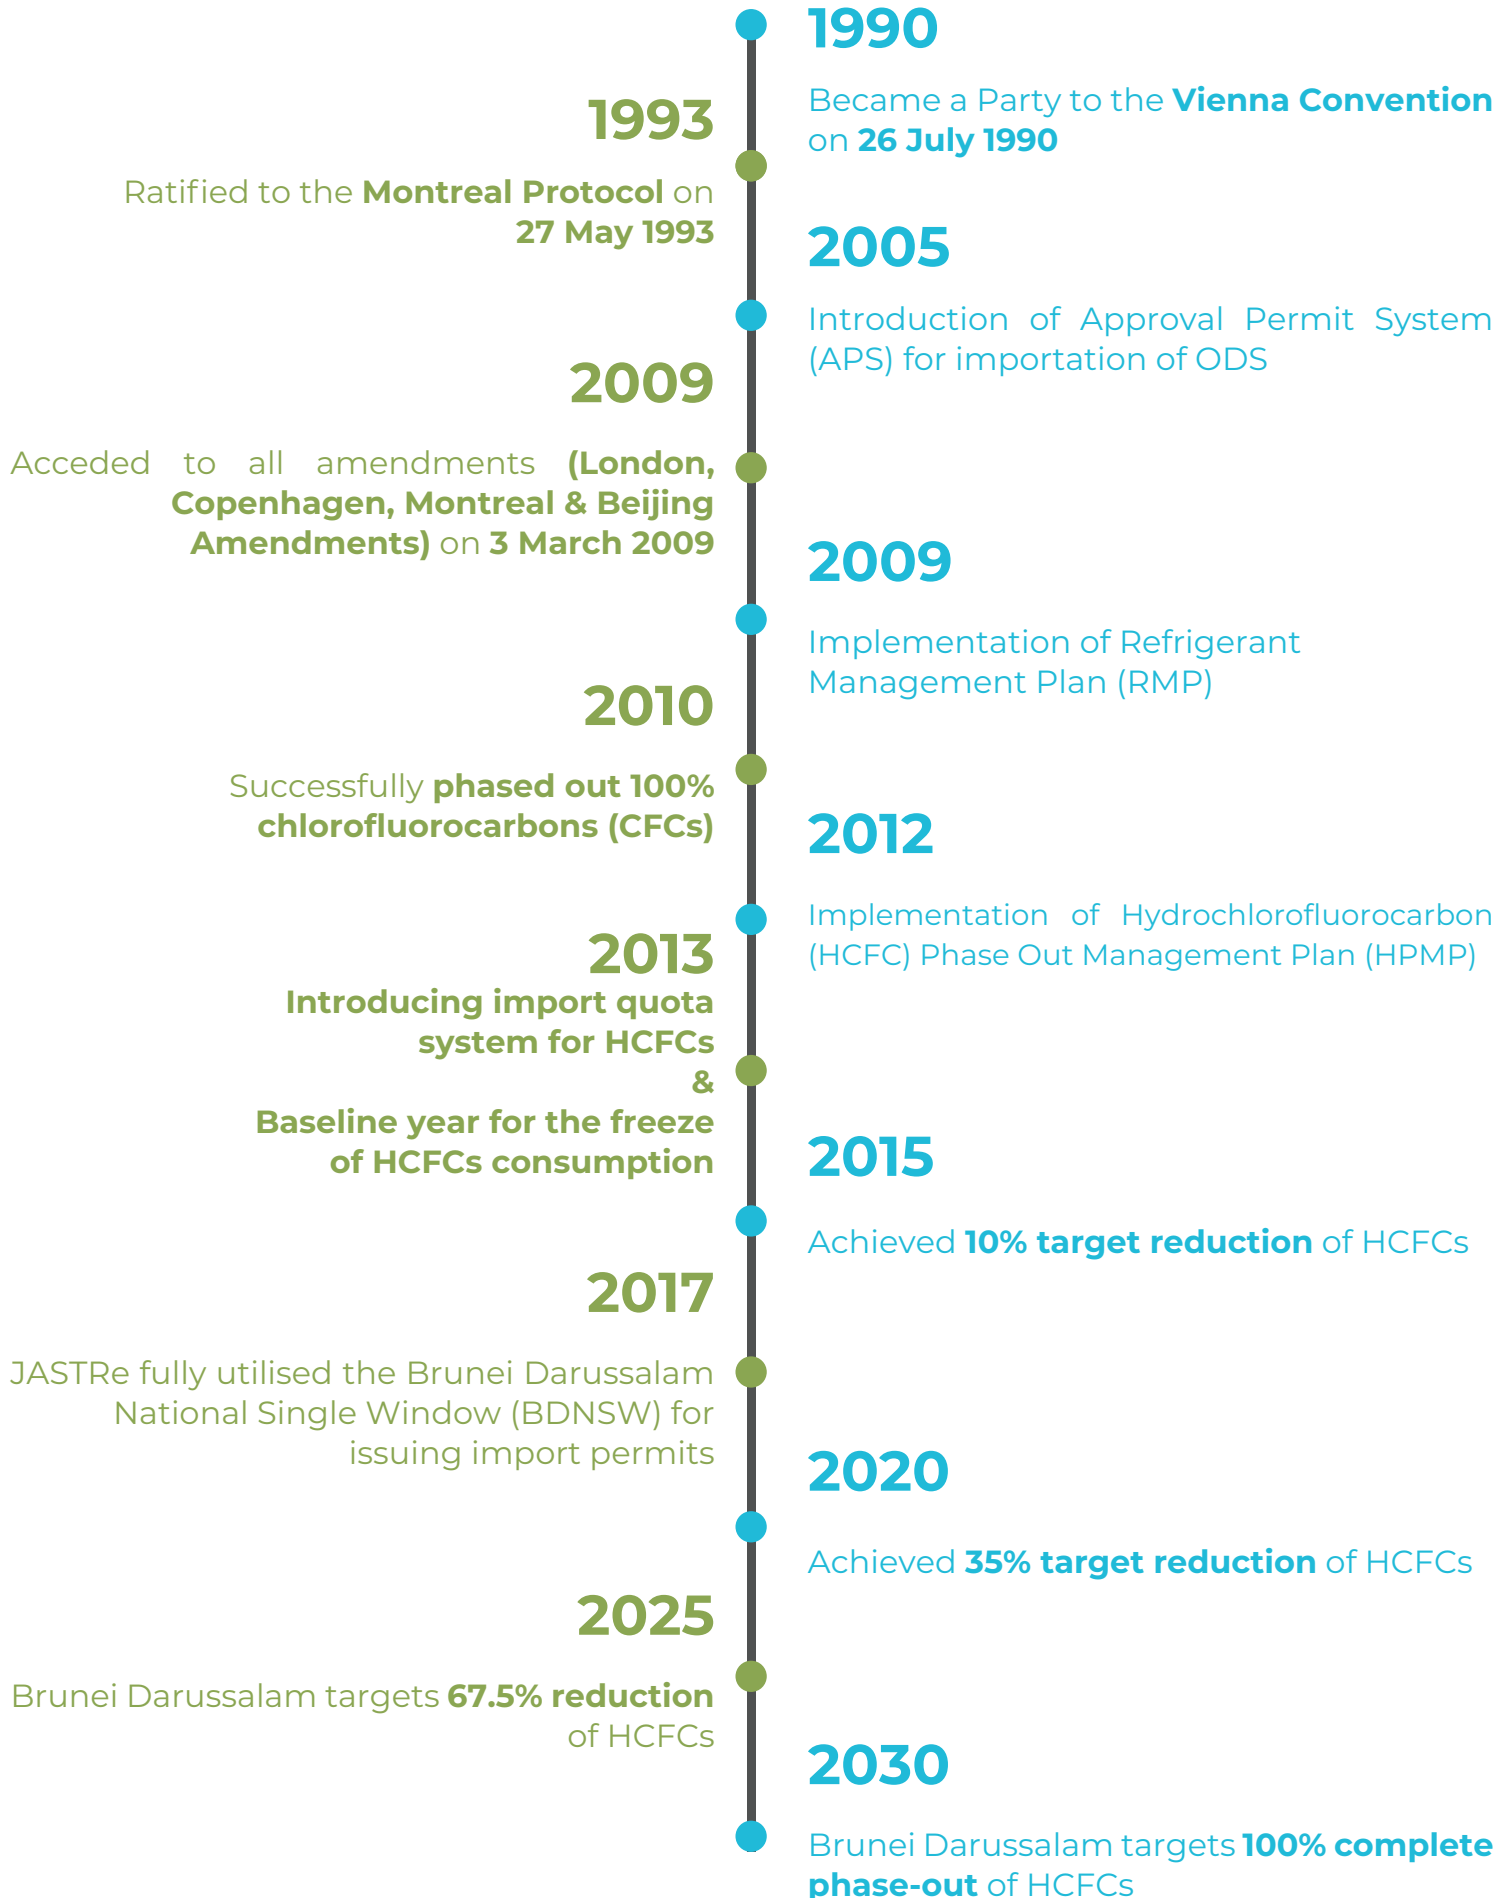 1990
Became a Party to the Vienna Convention
on 26 July 1990
1993
Ratified to the Montreal Protocol on
27 May 1993
2005
Introduction of Approval Permit System
(APS) for importation of ODS
2009
Acceded to all amendments (London,
Copenhagen, Montreal & Beijing
Amendments) on 3 March 2009
2009
Implementation of Refrigerant
Management Plan (RMP)
2010
Successfully phased out 100%
chlorofluorocarbons (CFCs)
2012
Implementation of Hydrochlorofluorocarbon
(HCFC) Phase Out Management Plan (HPMP)
2013
Introducing import quota
system for HCFCs
&
Baseline year for the freeze
of HCFCs consumption
2015
Achieved 10% target reduction of HCFCs
2017
JASTRe fully utilised the Brunei Darussalam
National Single Window (BDNSW) for
issuing import permits
2020
Achieved 35% target reduction of HCFCs
2025
Brunei Darussalam targets 67.5% reduction
of HCFCs
2030
Brunei Darussalam targets 100% complete
phase-out of HCFCs